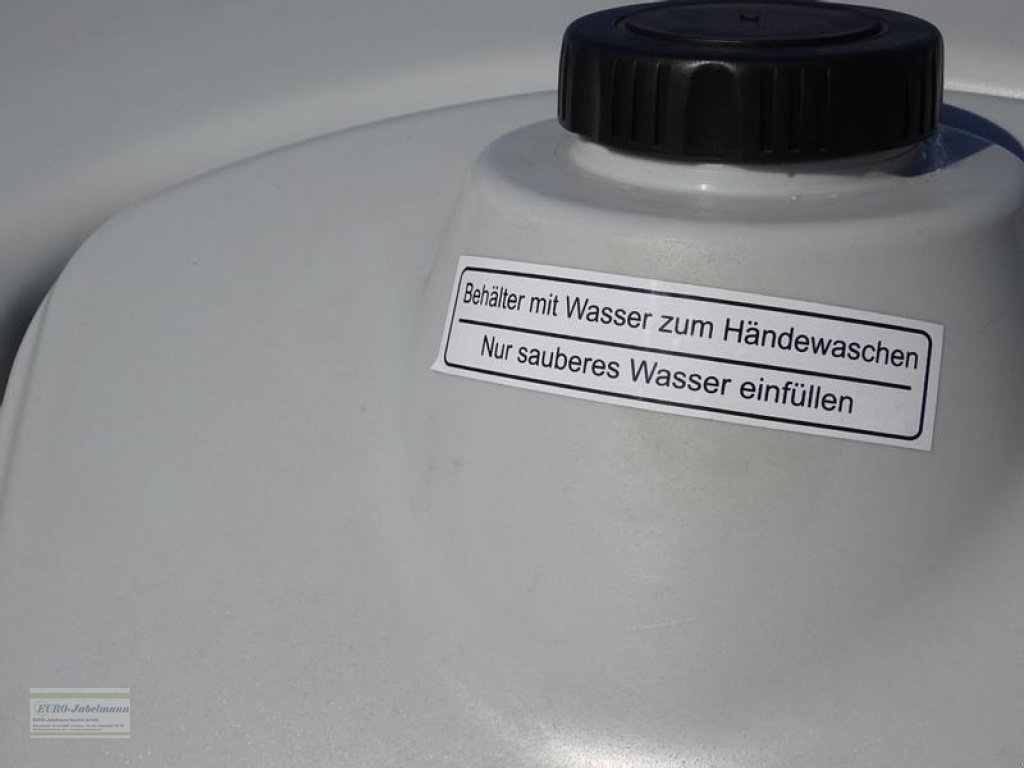 Behälter mit Wasser zum Händewaschen
Nur sauberes Wasser einfüllen
EURO-Jabelmann